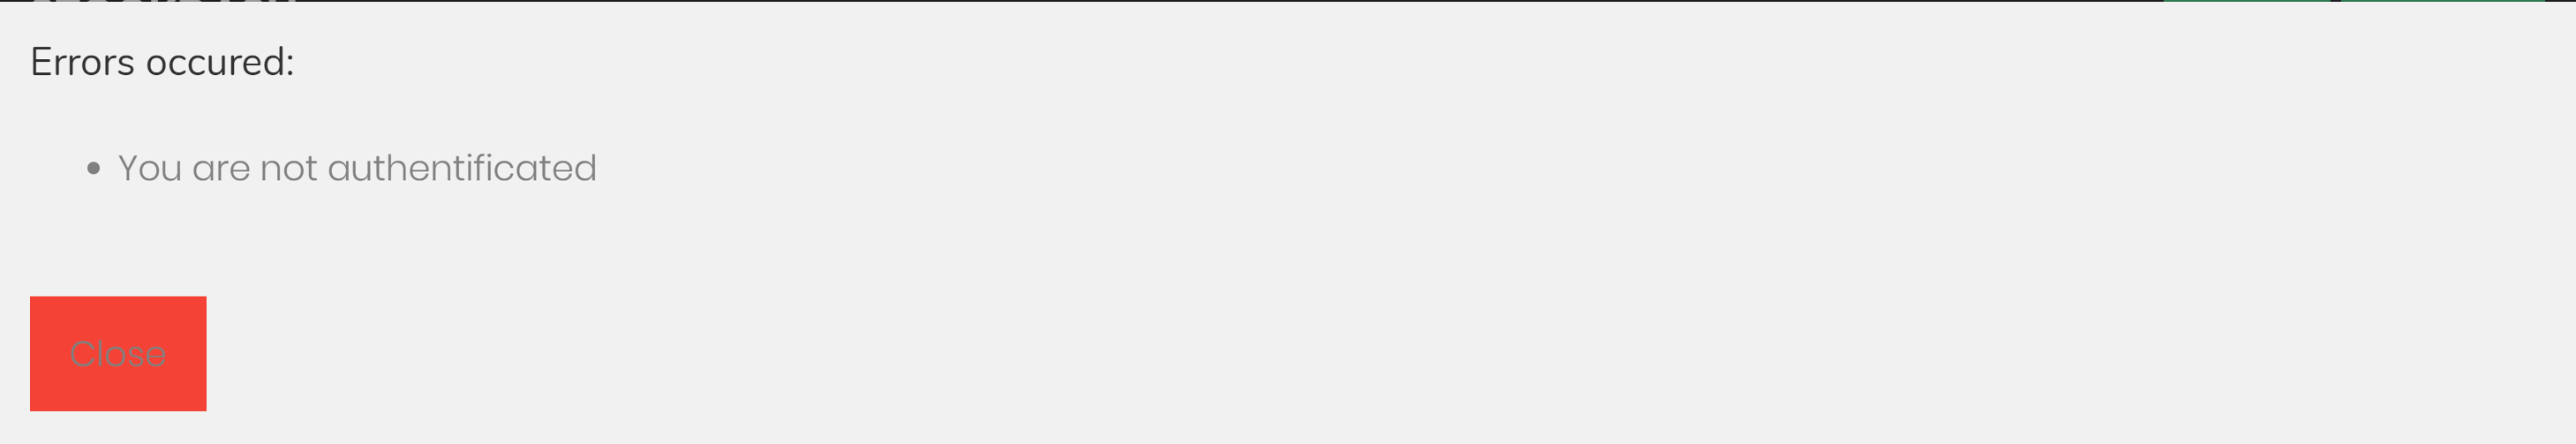 Errors occured:
You are not authentificated
Close